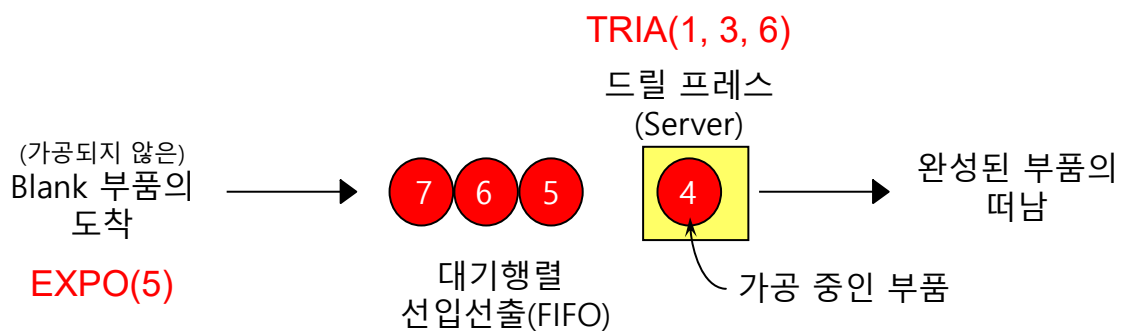 TRIA(1, 3, 6)
드릴 프레스
(Server)
(가공되지 않은)
Blank 부품의
도착
EXPO(5)
7 6 5
4
완성된 부품의
떠남
대기행렬
선입선출(FIFO)
가공 중인 부품